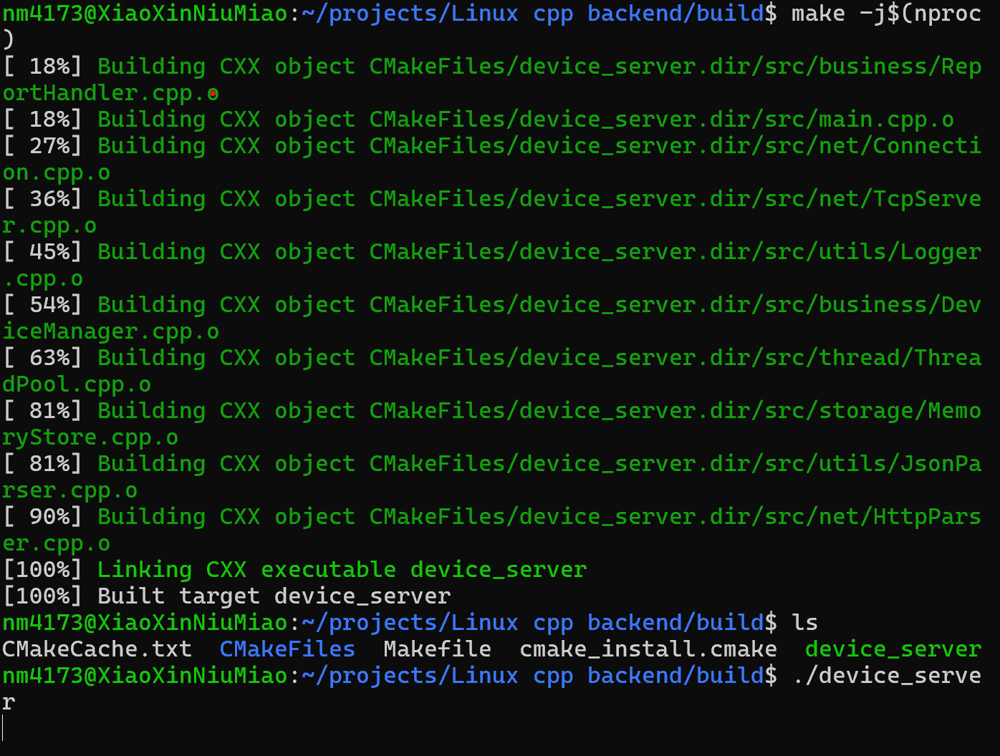 nm4173@XiaoXinNiuMiao:~/projects/Linux cpp backend/build$ make -j$(nproc
)
[ 18%] Building CXX object CMakeFiles/device_server.dir/src/business/Rep
ortHandler.cpp.o
[ 18%] Building CXX object CMakeFiles/device_server.dir/src/main.cpp.o
[ 27%] Building CXX object CMakeFiles/device_server.dir/src/net/Connecti
on.cpp.o
[ 36%] Building CXX object CMakeFiles/device_server.dir/src/net/TcpServe
r.cpp.o
[ 45%] Building CXX object CMakeFiles/device_server.dir/src/utils/Logger
.cpp.o
[ 54%] Building CXX object CMakeFiles/device_server.dir/src/business/Dev
iceManager.cpp.o
[ 63%] Building CXX object CMakeFiles/device_server.dir/src/thread/Threa
dPool.cpp.o
[ 81%] Building CXX object CMakeFiles/device_server.dir/src/storage/Memo
ryStore.cpp.o
[ 81%] Building CXX object CMakeFiles/device_server.dir/src/utils/JsonPa
rser.cpp.o
[ 90%] Building CXX object CMakeFiles/device_server.dir/src/net/HttpPars
er.cpp.o
[100%] Linking CXX executable device_server
[100%] Built target device_server
nm4173@XiaoXinNiuMiao:~/projects/Linux cpp backend/build$ ls
CMakeCache.txt  CMakeFiles  Makefile  cmake_install.cmake  device_server
nm4173@XiaoXinNiuMiao:~/projects/Linux cpp backend/build$ ./device_serve
r